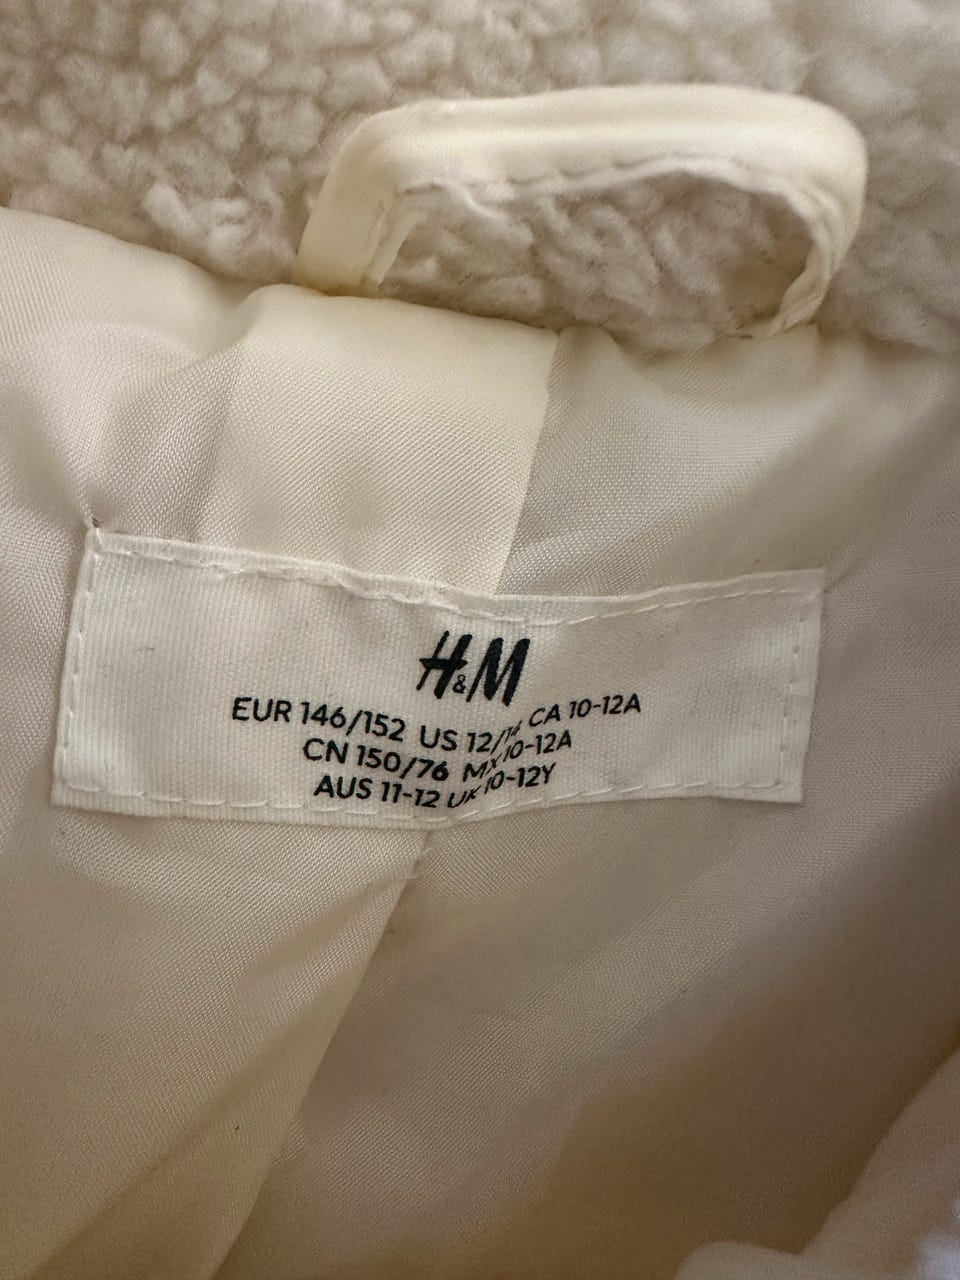 H&M
EUR 146/152 US 12/14 CA 10-12A
CN 150/76 MX 10-12A
AUS 11-12 UK 10-12Y